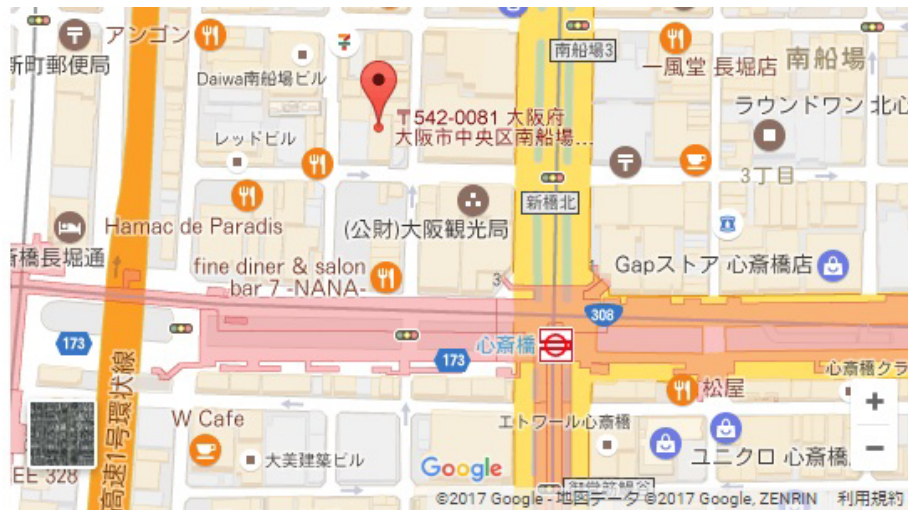 アンゴン
新町郵便局
Daiwa南船場ビル
南船場3
一風堂 長堀店
南船場
〒542-0081 大阪府
大阪市中央区南船場...
ラウンドワン 北心
レッドビル
3丁目
新橋北
Hamac de Paradis
(公財)大阪観光局
斎橋長堀通
fine diner & salon
bar 7 -NANA-
3
1
Gapストア 心斎橋店
308
173
心斎橋
173
心斎橋クラ
高速1号環状線
松屋
+
W Cafe
エトワール心斎橋
大美建築ビル
ユニクロ 心斎橋
−
EE 328
Google
©2017 Google - 地図データ ©2017 Google, ZENRIN
利用規約